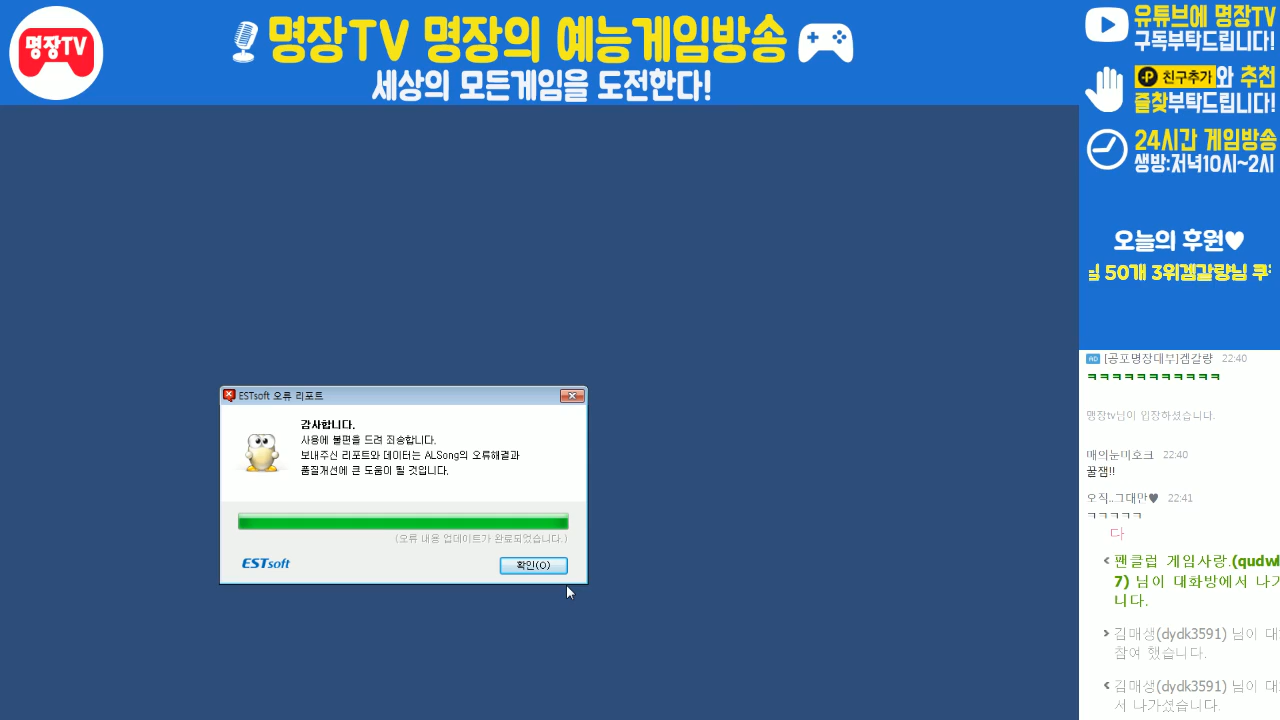 명장TV
명장TV 명장의 예능게임방송
세상의 모든게임을 도전한다!
유튜브에 명장TV
구독부탁드립니다!
친구추가와 추천
즐찾부탁드립니다!
24시간 게임방송
생방:저녁10시~2시
오늘의 후원♥
님 50개 3위겜갈량님 쿠
ESTsoft 오류 리포트
감사합니다.
사용에 불편을 드려 죄송합니다.
보내주신 리포트와 데이터는 ALSong의 오류해결과
품질개선에 큰 도움이 될 것입니다.
(오류 내용 업데이트가 완료되었습니다.)
ESTsoft
확인(O)
AD [공포명장대부]겜갈량 22:40
ㅋㅋㅋㅋㅋㅋㅋㅋㅋㅋㅋ
명장tv님이 입장하셨습니다.
매의눈미호크 22:40
꿀잼!!
오직..그대만♥ 22:41
ㅋㅋㅋㅋㅋ
다
팬클럽 게임사랑.(qudwl
7) 님이 대화방에서 나가
니다.
김매생(dydk3591) 님이 대
참여 했습니다.
김매생(dydk3591) 님이 대
서 나가셨습니다.